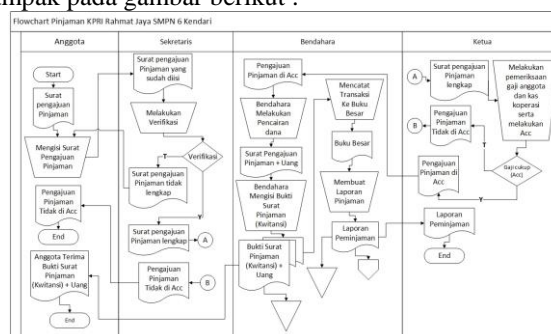 mpak pada gambar berikut :
Flowchart Pinjaman KPRI Rahmat Jaya SMPN 6 Kendari
Anggota
Sekretaris
Bendahara
Ketua
Start
Surat
pengajuan
Pinjaman
Mengisi Surat
Pengajuan
Pinjaman
Pengajuan
Pinjaman
Tidak di Acc
End
Anggota Terima
Bukti Surat
Pinjaman
(Kwitansi) + Uang
End
Surat pengajuan
Pinjaman yang
sudah diisi
Melakukan
Verifikasi
Verifikasi
T
Surat pengajuan
Pinjaman tidak
lengkap
Y
Surat pengajuan
Pinjaman lengkap
A
Pengajuan
Pinjaman
Tidak di Acc
B
Pengajuan
Pinjaman di Acc
Bendahara
Melakukan
Pencairan
dana
Surat Pengajuan
Pinjaman + Uang
Bendahara
Mengisi Bukti
Surat
Pinjaman
(Kwitansi)
Bukti Surat
Pinjaman
(Kwitansi) +
Uang
Mencatat
Transaksi
Ke Buku
Besar
Buku Besar
Membuat
Laporan
Pinjaman
Laporan
Peminjaman
A
Surat pengajuan
Pinjaman
lengkap
Melakukan
pemeriksaan
gaji anggota
dan kas
koperasi serta
melakukan
Acc
B
Pengajuan
Pinjaman
Tidak di Acc
T
Gaji cukup
(Acc)
Pengajuan
Pinjaman di
Acc
Y
Laporan
Peminjaman
End